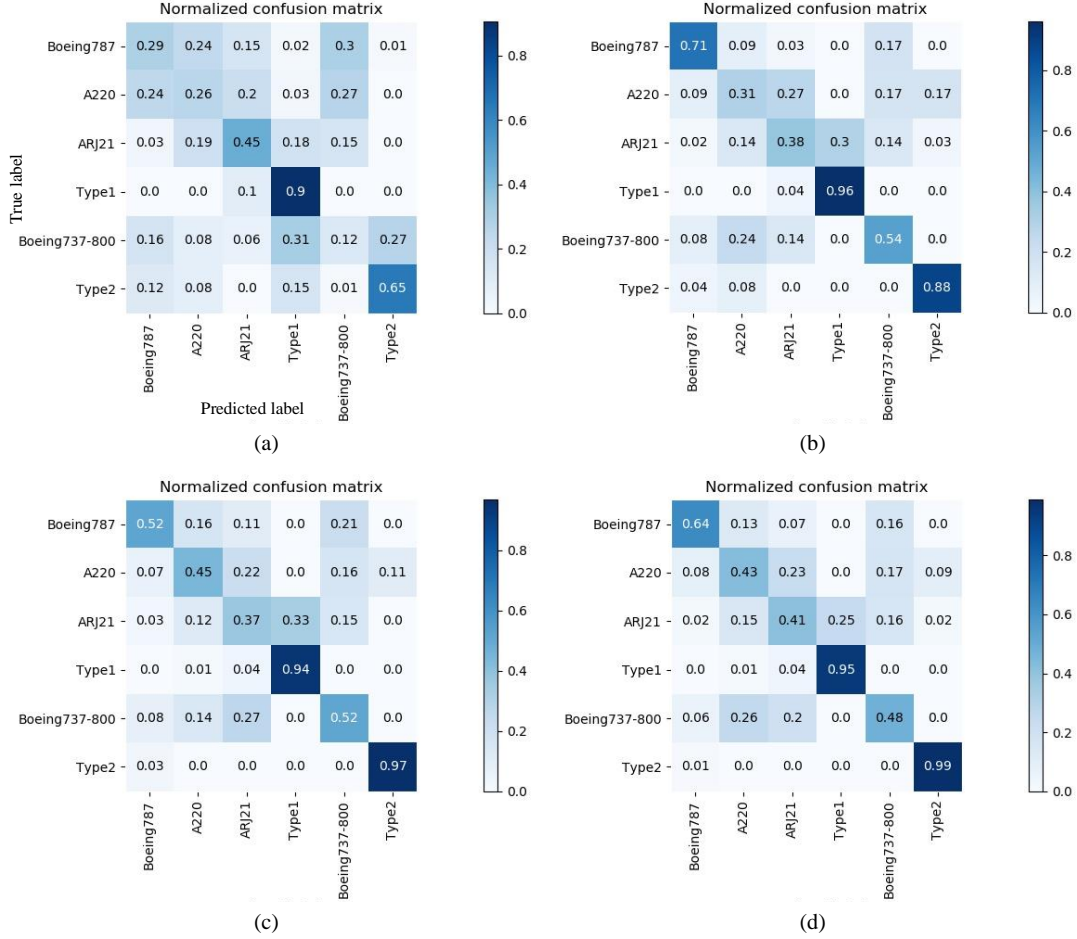 Normalized confusion matrix
Boeing787 0.29 0.24 0.15 0.02 0.3 0.01
A220 0.24 0.26 0.2 0.03 0.27 0.0
ARJ21 0.03 0.19 0.45 0.18 0.15 0.0
Type1 0.0 0.0 0.1 0.9 0.0 0.0
Boeing737-800 0.16 0.08 0.06 0.31 0.12 0.27
Type2 0.12 0.08 0.0 0.15 0.01 0.65
True label
Boeing787 A220 ARJ21 Type1 Boeing737-800 Type2
Predicted label
0.8
0.6
0.4
0.2
0.0
(a)
Normalized confusion matrix
Boeing787 0.71 0.09 0.03 0.0 0.17 0.0
A220 0.09 0.31 0.27 0.0 0.17 0.17
ARJ21 0.02 0.14 0.38 0.3 0.14 0.03
Type1 0.0 0.0 0.04 0.96 0.0 0.0
Boeing737-800 0.08 0.24 0.14 0.0 0.54 0.0
Type2 0.04 0.08 0.0 0.0 0.0 0.88
Boeing787 A220 ARJ21 Type1 Boeing737-800 Type2
0.8
0.6
0.4
0.2
0.0
(b)
Normalized confusion matrix
Boeing787 0.52 0.16 0.11 0.0 0.21 0.0
A220 0.07 0.45 0.22 0.0 0.16 0.11
ARJ21 0.03 0.12 0.37 0.33 0.15 0.0
Type1 0.0 0.01 0.04 0.94 0.0 0.0
Boeing737-800 0.08 0.14 0.27 0.0 0.52 0.0
Type2 0.03 0.0 0.0 0.0 0.0 0.97
Boeing787 A220 ARJ21 Type1 Boeing737-800 Type2
0.8
0.6
0.4
0.2
0.0
(c)
Normalized confusion matrix
Boeing787 0.64 0.13 0.07 0.0 0.16 0.0
A220 0.08 0.43 0.23 0.0 0.17 0.09
ARJ21 0.02 0.15 0.41 0.25 0.16 0.02
Type1 0.0 0.01 0.04 0.95 0.0 0.0
Boeing737-800 0.06 0.26 0.2 0.0 0.48 0.0
Type2 0.01 0.0 0.0 0.0 0.0 0.99
Boeing787 A220 ARJ21 Type1 Boeing737-800 Type2
0.8
0.6
0.4
0.2
0.0
(d)